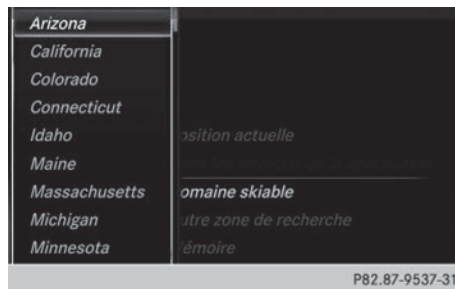 Arizona
California
Colorado
Connecticut
Idaho
osition actuelle
Maine
Massachusetts
omaine skiable
Michigan
utre zone de recherche
Minnesota
émoire
P82.87-9537-31